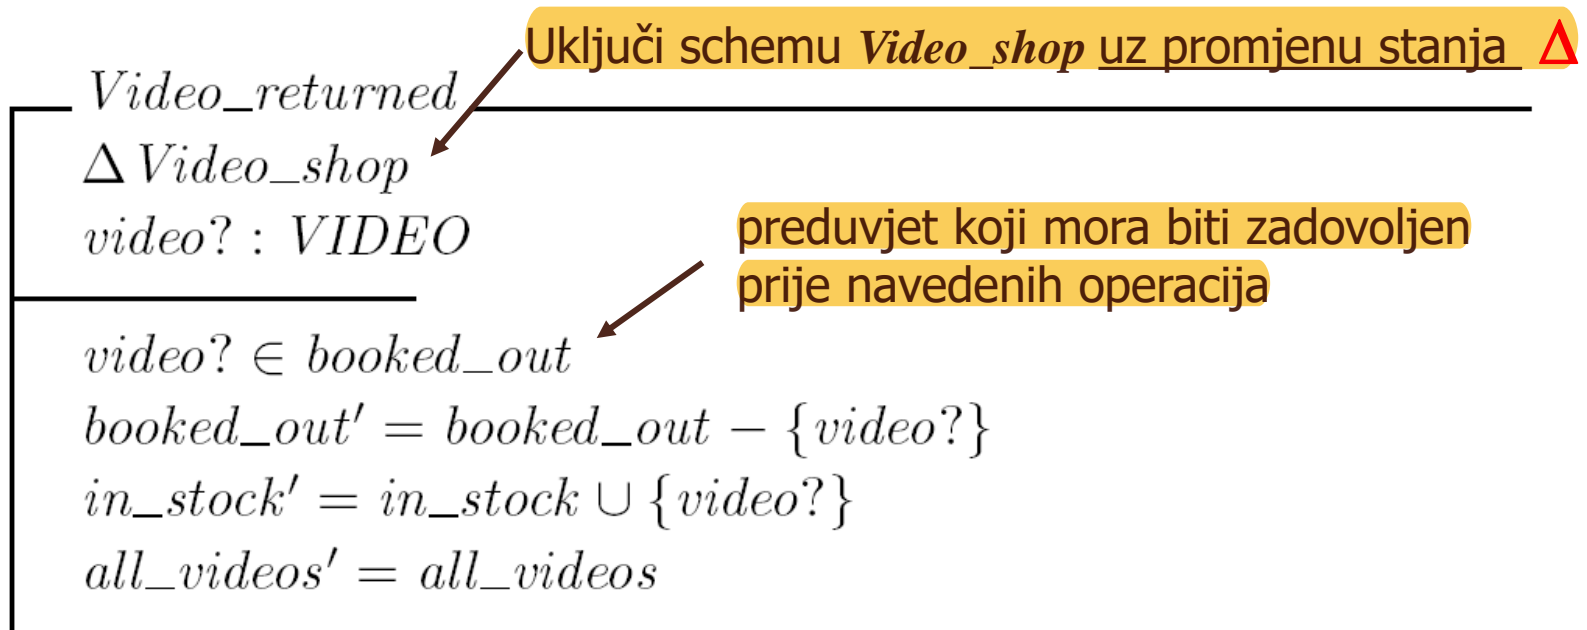 Uključi schemu Video_shop uz promjenu stanja Δ
Video_returned
Δ Video_shop
video? : VIDEO
preduvjet koji mora biti zadovoljen
prije navedenih operacija
video? ∈ booked_out
booked_out′ = booked_out − {video?}
in_stock′ = in_stock ∪ {video?}
all_videos′ = all_videos